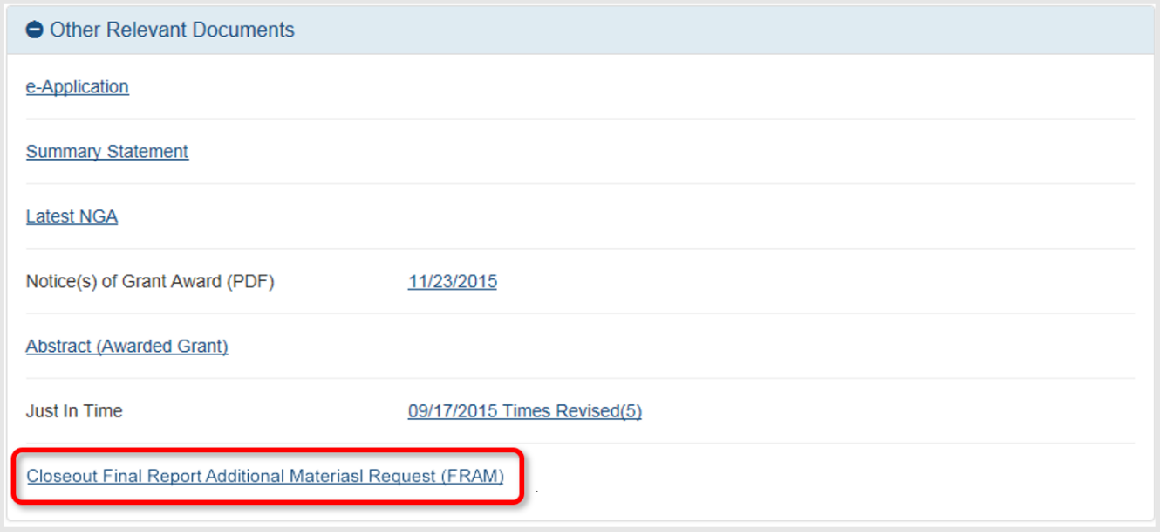 Other Relevant Documents
e-Application
Summary Statement
Latest NGA
Notice(s) of Grant Award (PDF) 11/23/2015
Abstract (Awarded Grant)
Just In Time 09/17/2015 Times Revised(5)
Closeout Final Report Additional Materiasl Request (FRAM)